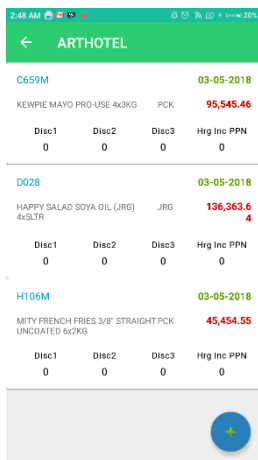 2:48 AM 20%
ARTHOTEL
C659M 03-05-2018
KEWPIE MAYO PRO-USE 4x3KG PCK 95,545.46
Disc1 Disc2 Disc3 Hrg Inc PPN
0 0 0 0
D028 03-05-2018
HAPPY SALAD SOYA OIL (JRG) JRG 136,363.6
4x5LTR 4
Disc1 Disc2 Disc3 Hrg Inc PPN
0 0 0 0
H106M 03-05-2018
MITY FRENCH FRIES 3/8" STRAIGHT PCK 45,454.55
UNCOATED 6x2KG
Disc1 Disc2 Disc3 Hrg Inc PPN
0 0 0 0
+